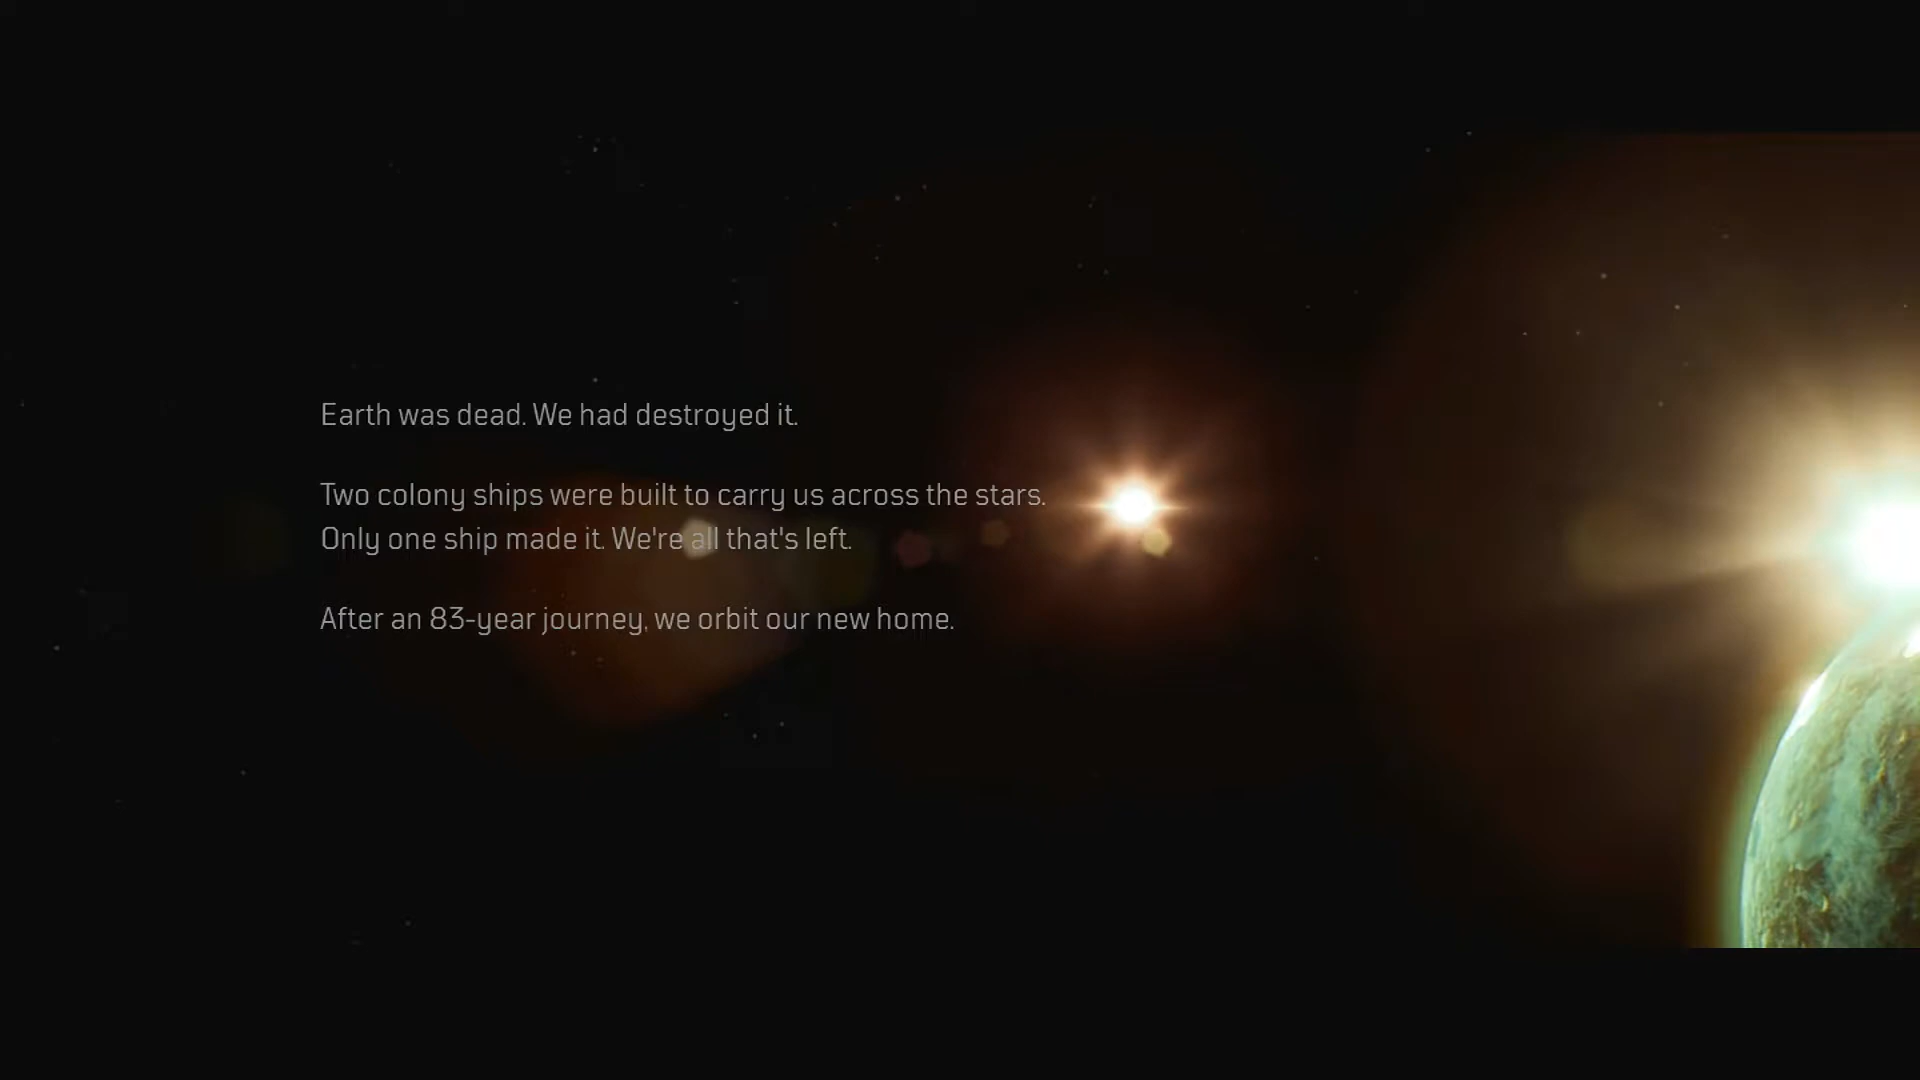 Earth was dead. We had destroyed it.
Two colony ships were built to carry us across the stars.
Only one ship made it. We're all that's left.
After an 83-year journey, we orbit our new home.